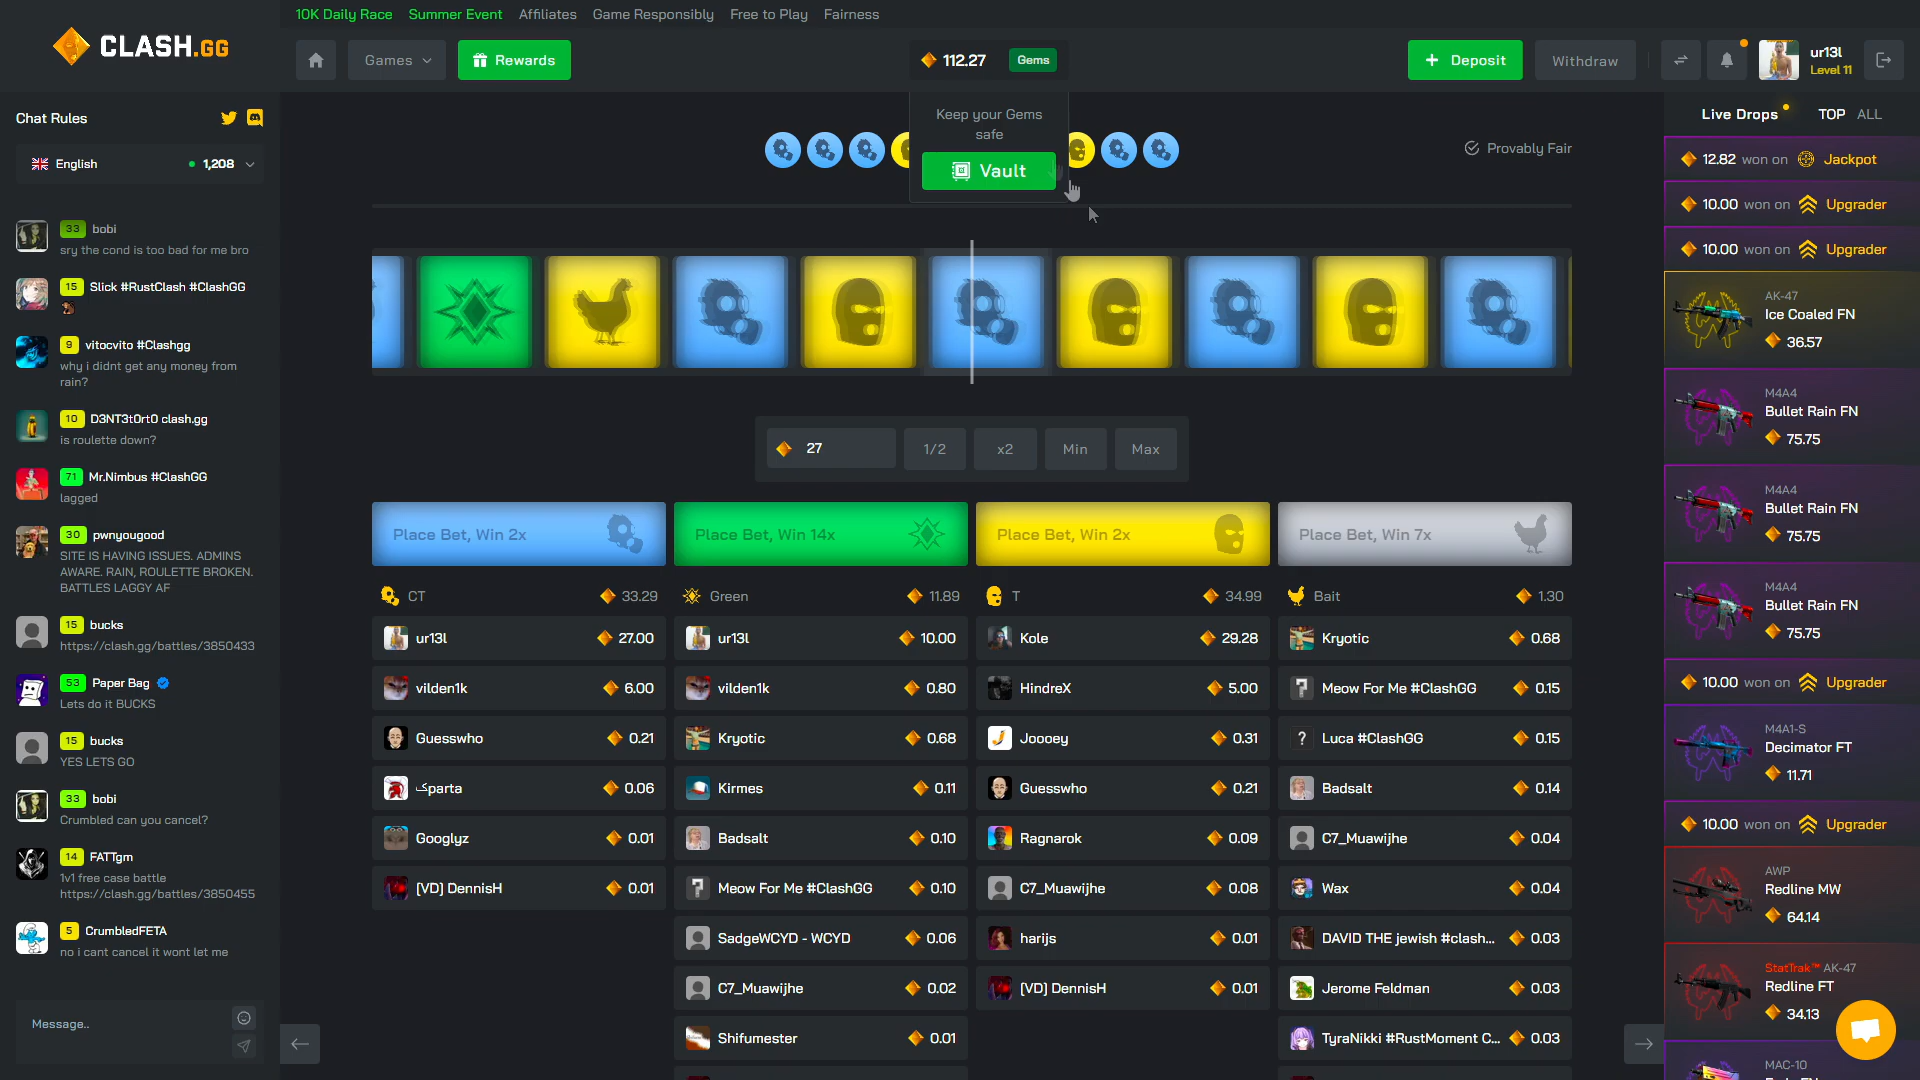 10K Daily Race
Summer Event
Affiliates
Game Responsibly
Free to Play
Fairness
CLASH.GG
Games
Rewards
112.27
Gems
Deposit
Withdraw
ur13l
Level 11
Chat Rules
English
1,208
33 bobi
sry the cond is too bad for me bro
15 Slick #RustClash #ClashGG
9 vitocvito #Clashgg
why i didnt get any money from
rain?
10 D3NT3t0rt0 clash.gg
is roulette down?
71 Mr.Nimbus #ClashGG
lagged
30 pwnyougood
SITE IS HAVING ISSUES. ADMINS
AWARE. RAIN, ROULETTE BROKEN.
BATTLES LAGGY AF
15 bucks
https://clash.gg/battles/3850433
53 Paper Bag
Lets do it BUCKS
15 bucks
YES LETS GO
33 bobi
Crumbled can you cancel?
14 FATTgm
1v1 free case battle
https://clash.gg/battles/3850455
5 CrumbledFETA
no i cant cancel it wont let me
Message..
Keep your Gems
safe
Vault
Provably Fair
27
1/2
x2
Min
Max
Place Bet, Win 2x
Place Bet, Win 14x
Place Bet, Win 2x
Place Bet, Win 7x
CT 33.29
ur13l 27.00
vilden1k 6.00
Guesswho 0.21
کparta 0.06
Googlyz 0.01
[VD] DennisH 0.01
Green 11.89
ur13l 10.00
vilden1k 0.80
Kryotic 0.68
Kirmes 0.11
Badsalt 0.10
Meow For Me #ClashGG 0.10
SadgeWCYD - WCYD 0.06
C7_Muawijhe 0.02
Shifumester 0.01
T 34.99
Kole 29.28
HindreX 5.00
Joooey 0.31
Guesswho 0.21
Ragnarok 0.09
C7_Muawijhe 0.08
harijs 0.01
[VD] DennisH 0.01
Bait 1.30
Kryotic 0.68
Meow For Me #ClashGG 0.15
Luca #ClashGG 0.15
Badsalt 0.14
C7_Muawijhe 0.04
Wax 0.04
DAVID THE jewish #clash... 0.03
Jerome Feldman 0.03
TyraNikki #RustMoment C... 0.03
Live Drops
TOP
ALL
12.82 won on Jackpot
10.00 won on Upgrader
10.00 won on Upgrader
AK-47
Ice Coaled FN
36.57
M4A4
Bullet Rain FN
75.75
M4A4
Bullet Rain FN
75.75
M4A4
Bullet Rain FN
75.75
10.00 won on Upgrader
M4A1-S
Decimator FT
11.71
10.00 won on Upgrader
AWP
Redline MW
64.14
StatTrak™ AK-47
Redline FT
34.13
MAC-10